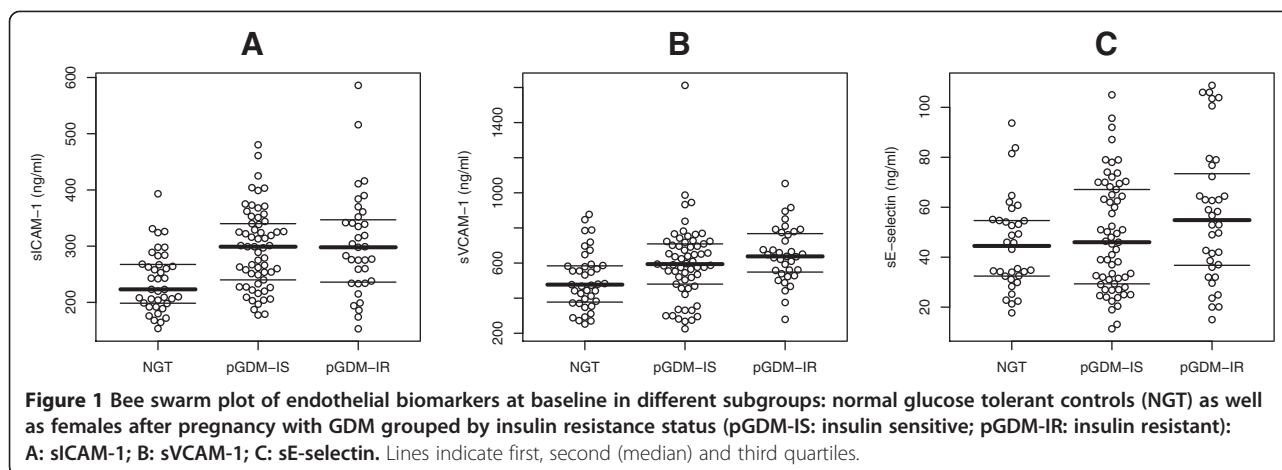 A
B
C
600
500
400
300
200
sICAM−1 (ng/ml)
NGT
pGDM−IS
pGDM−IR
1400
1000
600
200
sVCAM−1 (ng/ml)
NGT
pGDM−IS
pGDM−IR
100
80
60
40
20
sE−selectin (ng/ml)
NGT
pGDM−IS
pGDM−IR
Figure 1 Bee swarm plot of endothelial biomarkers at baseline in different subgroups: normal glucose tolerant controls (NGT) as well
as females after pregnancy with GDM grouped by insulin resistance status (pGDM-IS: insulin sensitive; pGDM-IR: insulin resistant):
A: sICAM-1; B: sVCAM-1; C: sE-selectin. Lines indicate first, second (median) and third quartiles.